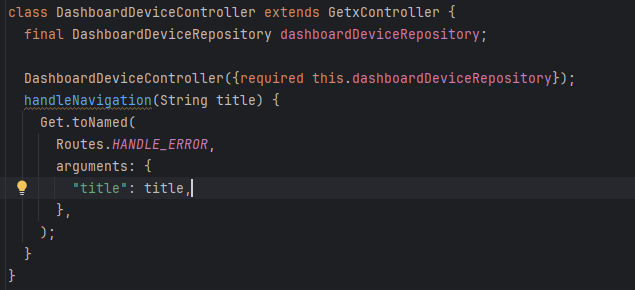 class DashboardDeviceController extends GetxController {
  final DashboardDeviceRepository dashboardDeviceRepository;

  DashboardDeviceController({required this.dashboardDeviceRepository});
  handleNavigation(String title) {
    Get.toNamed(
      Routes.HANDLE_ERROR,
      arguments: {
        "title": title,
      },
    );
  }
}